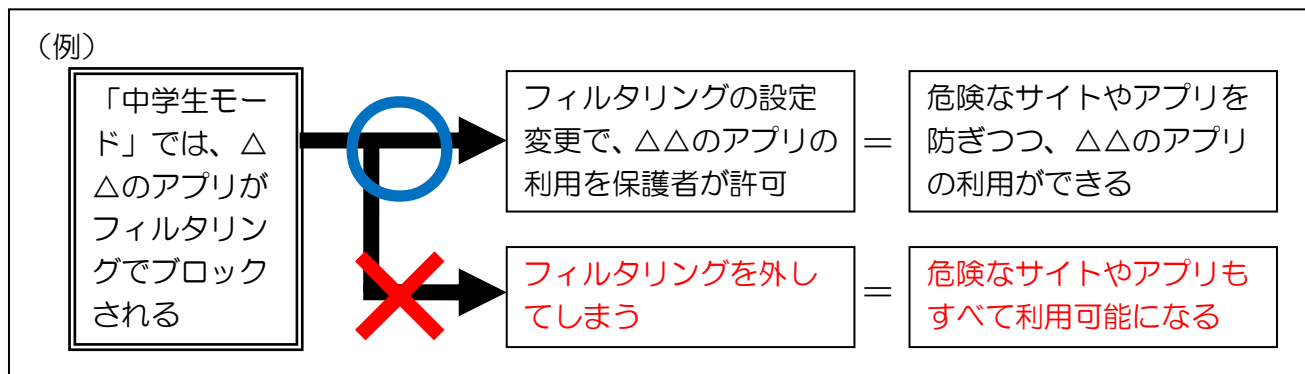 （例）
「中学生モー
ド」では、△
△のアプリが
フィルタリン
グでブロック
される
フィルタリングの設定
変更で、△△のアプリの
利用を保護者が許可
＝
危険なサイトやアプリを
防ぎつつ、△△のアプリ
の利用ができる
フィルタリングを外し
てしまう
＝
危険なサイトやアプリも
すべて利用可能になる